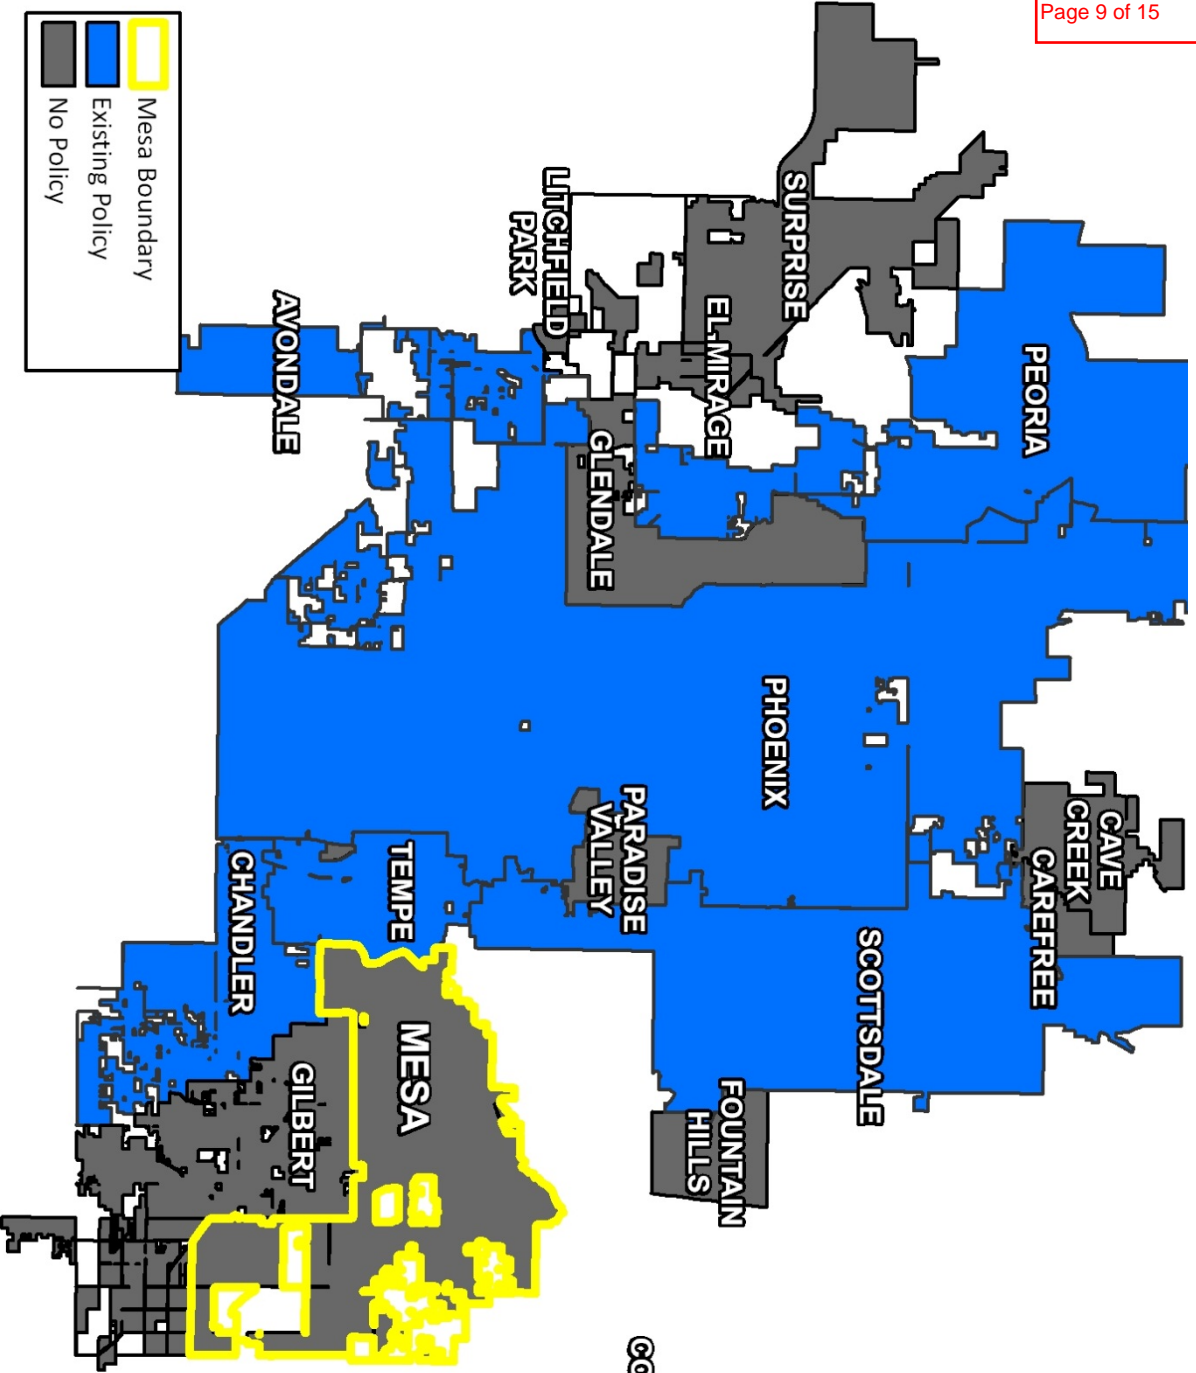 Page 9 of 15
Mesa Boundary
Existing Policy
No Policy
SURPRISE
LITCHFIELD
PARK
EL MIRAGE
PEORIA
AVONDALE
GLENDALE
PHOENIX
PARADISE
VALLEY
CAVE
CREEK
CAREFREE
TEMPE
CHANDLER
SCOTTSDALE
MESA
GILBERT
FOUNTAIN
HILLS
CO